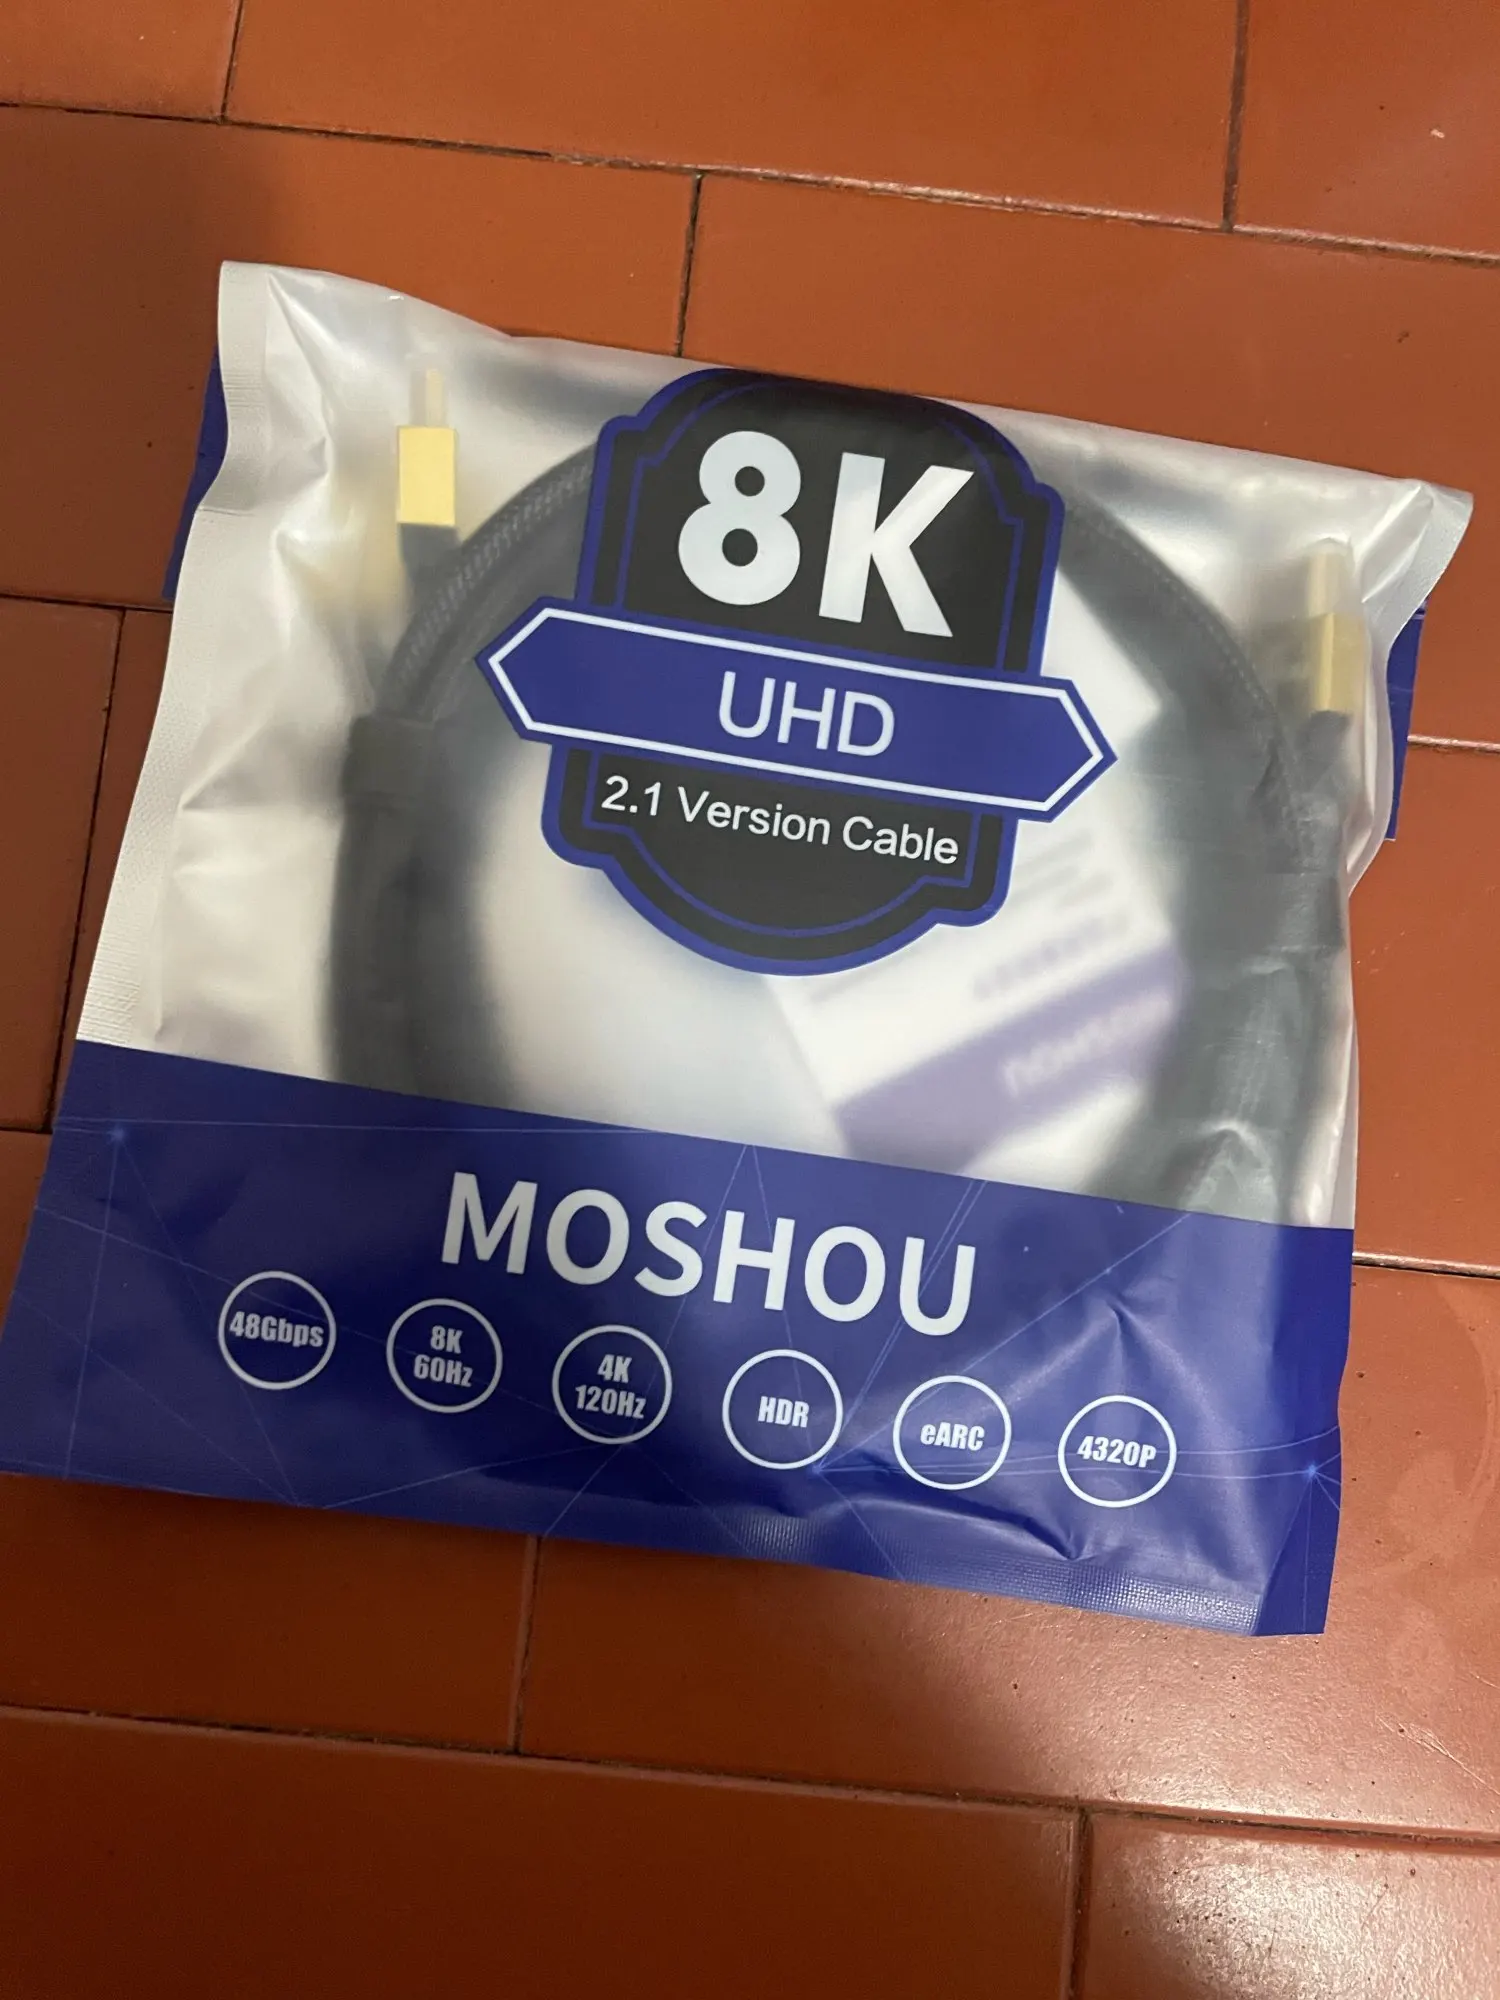 8K
UHD
2.1 Version Cable
MOSHOU
48Gbps
8K
60Hz
4K
120Hz
HDR
eARC
4320P